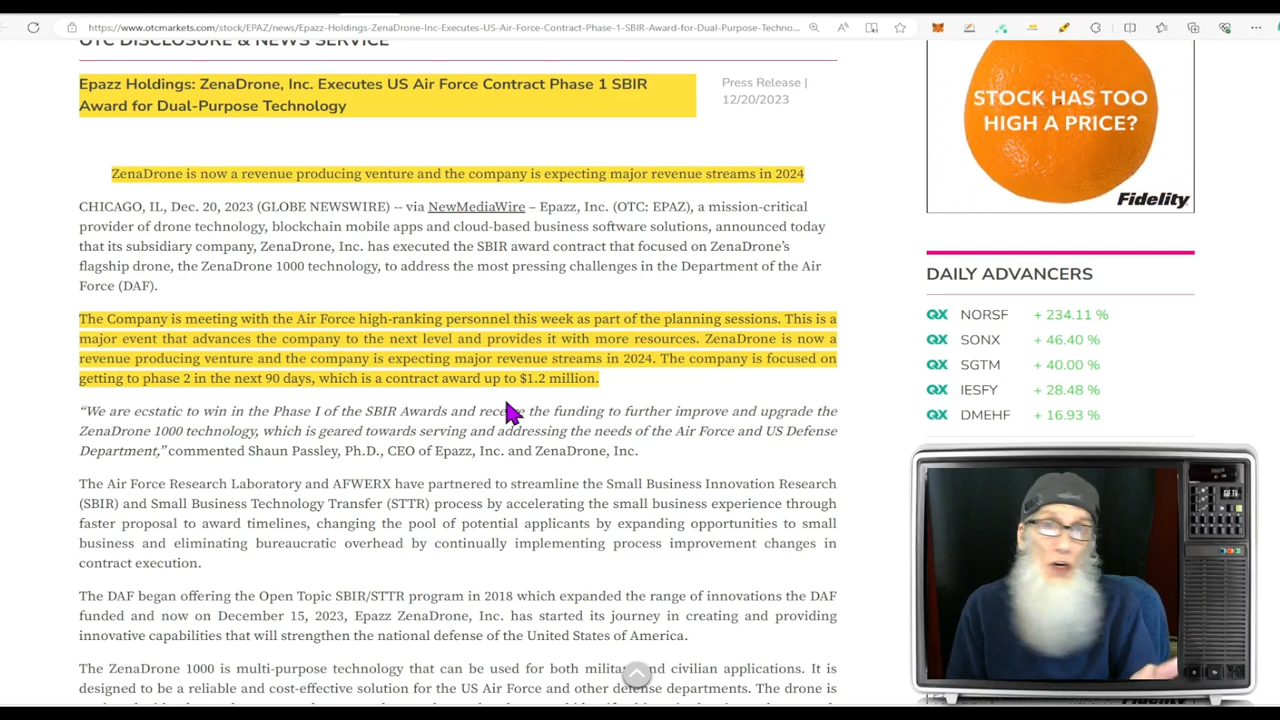 https://www.otcmarkets.com/stock/EPAZ/news/Epazz-Holdings-ZenaDrone-Inc-Executes-US-Air-Force-Contract-Phase-1-SBIR-Award-for-Dual-Purpose-Techno...
OTC DISCLOSURE & NEWS SERVICE
Epazz Holdings: ZenaDrone, Inc. Executes US Air Force Contract Phase 1 SBIR
Award for Dual-Purpose Technology
Press Release |
12/20/2023
ZenaDrone is now a revenue producing venture and the company is expecting major revenue streams in 2024
CHICAGO, IL, Dec. 20, 2023 (GLOBE NEWSWIRE) -- via NewMediaWire – Epazz, Inc. (OTC: EPAZ), a mission-critical
provider of drone technology, blockchain mobile apps and cloud-based business software solutions, announced today
that its subsidiary company, ZenaDrone, Inc. has executed the SBIR award contract that focused on ZenaDrone's
flagship drone, the ZenaDrone 1000 technology, to address the most pressing challenges in the Department of the Air
Force (DAF).
The Company is meeting with the Air Force high-ranking personnel this week as part of the planning sessions. This is a
major event that advances the company to the next level and provides it with more resources. ZenaDrone is now a
revenue producing venture and the company is expecting major revenue streams in 2024. The company is focused on
getting to phase 2 in the next 90 days, which is a contract award up to $1.2 million.
“We are ecstatic to win in the Phase I of the SBIR Awards and receive the funding to further improve and upgrade the
ZenaDrone 1000 technology, which is geared towards serving and addressing the needs of the Air Force and US Defense
Department,” commented Shaun Passley, Ph.D., CEO of Epazz, Inc. and ZenaDrone, Inc.
The Air Force Research Laboratory and AFWERX have partnered to streamline the Small Business Innovation Research
(SBIR) and Small Business Technology Transfer (STTR) process by accelerating the small business experience through
faster proposal to award timelines, changing the pool of potential applicants by expanding opportunities to small
business and eliminating bureaucratic overhead by continually implementing process improvement changes in
contract execution.
The DAF began offering the Open Topic SBIR/STTR program in 20 which expanded the range of innovations the DAF
funded and now on December 15, 2023, Epazz ZenaDrone, started its journey in creating and providing
innovative capabilities that will strengthen the national defense of the United States of America.
The ZenaDrone 1000 is multi-purpose technology that can be both military and civilian applications. It is
designed to be a reliable and cost-effective solution for the US Air Force and other defense departments. The drone is
STOCK HAS TOO
HIGH A PRICE?
Fidelity
DAILY ADVANCERS
QX NORSF + 234.11 %
QX SONX + 46.40 %
QX SGTM + 40.00 %
QX IESFY + 28.48 %
QX DMEHF + 16.93 %
GIF.TV